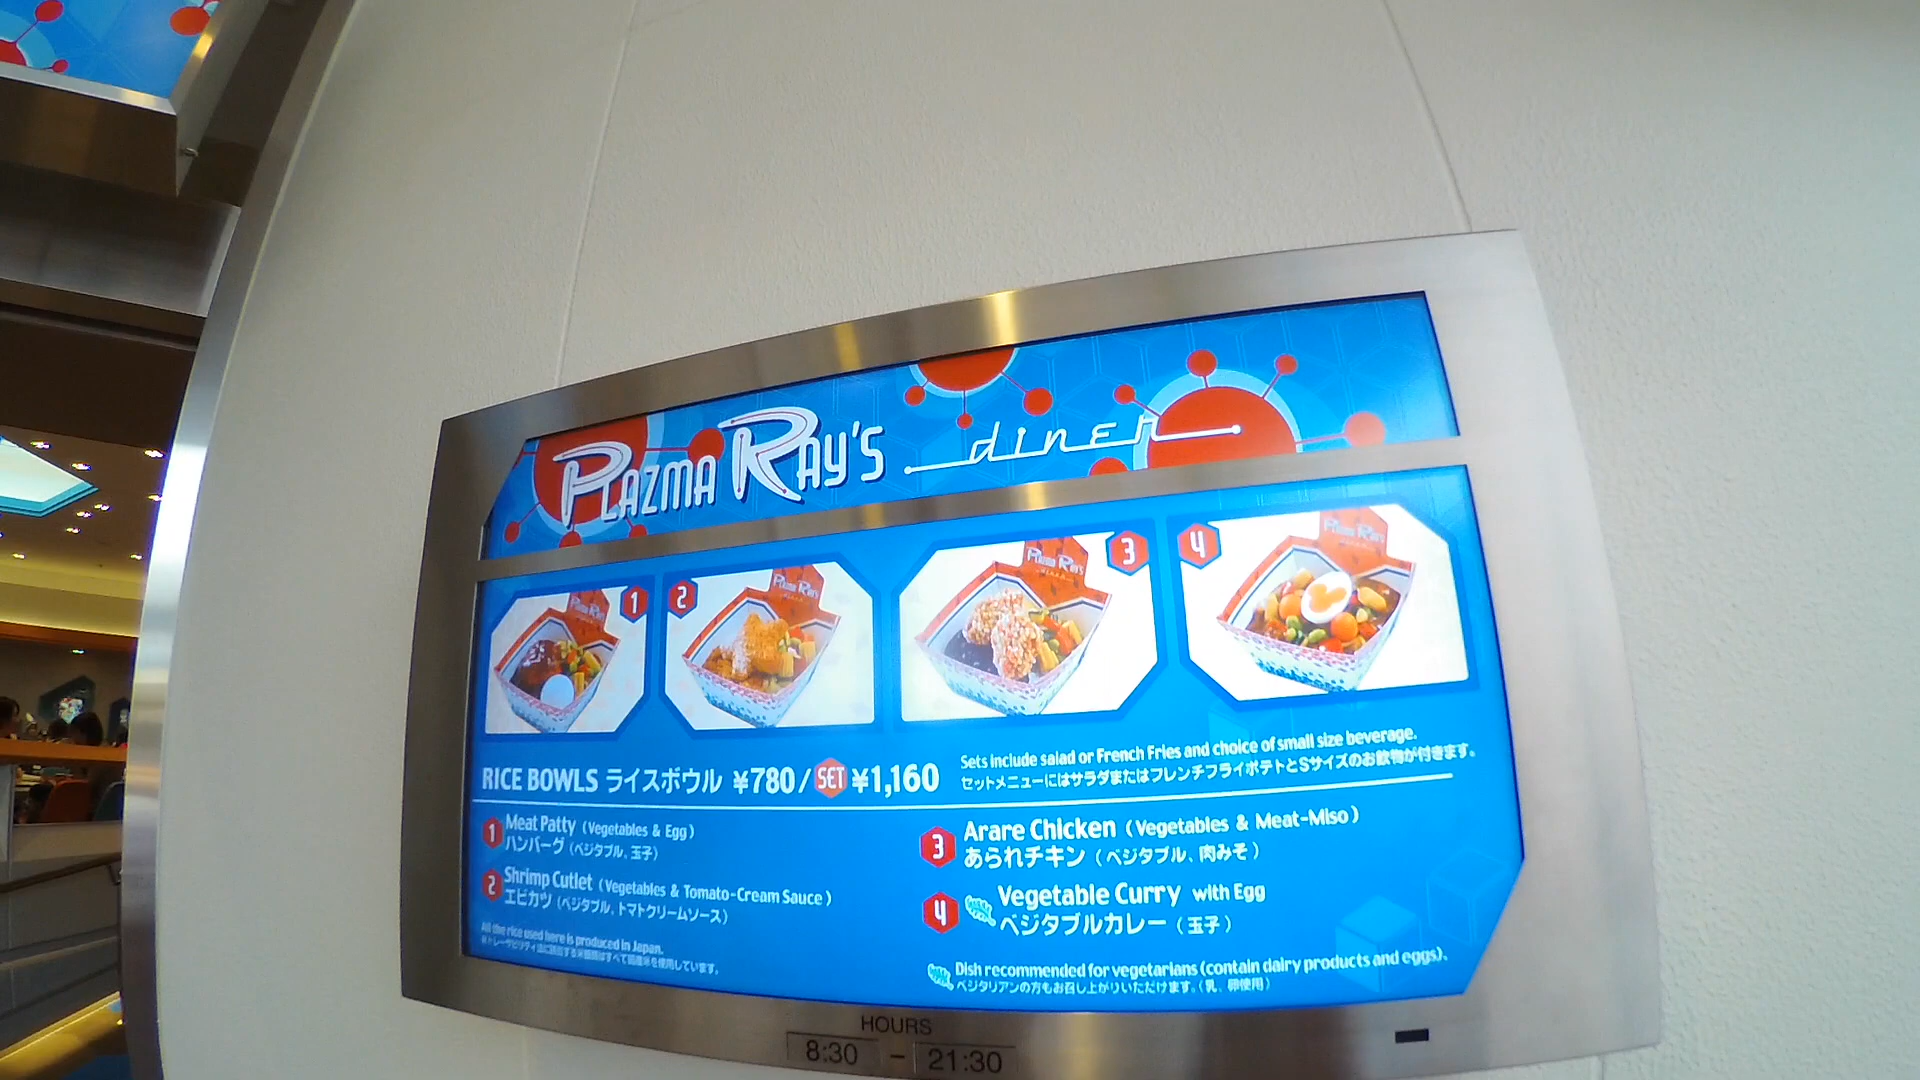 PLAZMA RAY'S diner
1
2
3
4
RICE BOWLS ライスボウル ¥780/SET ¥1,160
Sets include salad or French Fries and choice of small size beverage.
セットメニューにはサラダまたはフレンチフライポテトとSサイズのお飲物が付きます。
1 Meat Patty (Vegetables & Egg)
ハンバーグ (ベジタブル、玉子)
2 Shrimp Cutlet (Vegetables & Tomato-Cream Sauce)
エビカツ (ベジタブル、トマトクリームソース)
All the rice used here is produced in Japan.
3 Arare Chicken (Vegetables & Meat-Miso)
あられチキン (ベジタブル、肉みそ)
4 Vegetable Curry with Egg
ベジタブルカレー (玉子)
Dish recommended for vegetarians (contain dairy products and eggs).
ベジタリアンの方もお召し上がりいただけます。(乳、卵使用)
HOURS
8:30 - 21:30